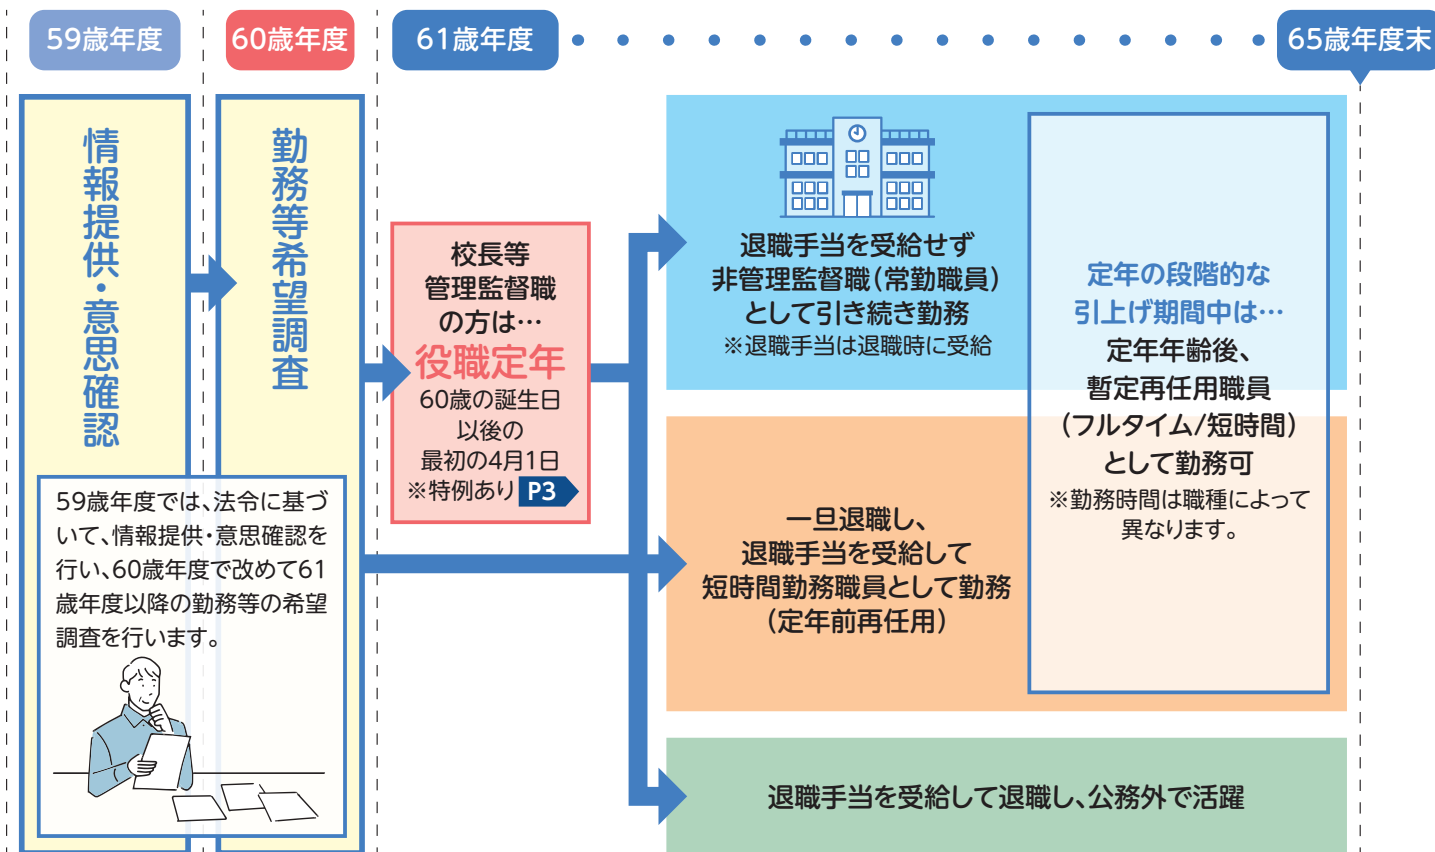 59歳年度
60歳年度
61歳年度
65歳年度末
情報提供・意思確認
勤務等希望調査
59歳年度では、法令に基づ
いて、情報提供・意思確認を
行い、60歳年度で改めて61
歳年度以降の勤務等の希望
調査を行います。
校長等
管理監督職
の方は…
役職定年
60歳の誕生日
以後の
最初の4月1日
※特例あり P3
退職手当を受給せず
非管理監督職(常勤職員)
として引き続き勤務
※退職手当は退職時に受給
一旦退職し、
退職手当を受給して
短時間勤務職員として勤務
(定年前再任用)
定年の段階的な
引上げ期間中は…
定年年齢後、
暫定再任用職員
(フルタイム/短時間)
として勤務可
※勤務時間は職種によって
異なります。
退職手当を受給して退職し、公務外で活躍